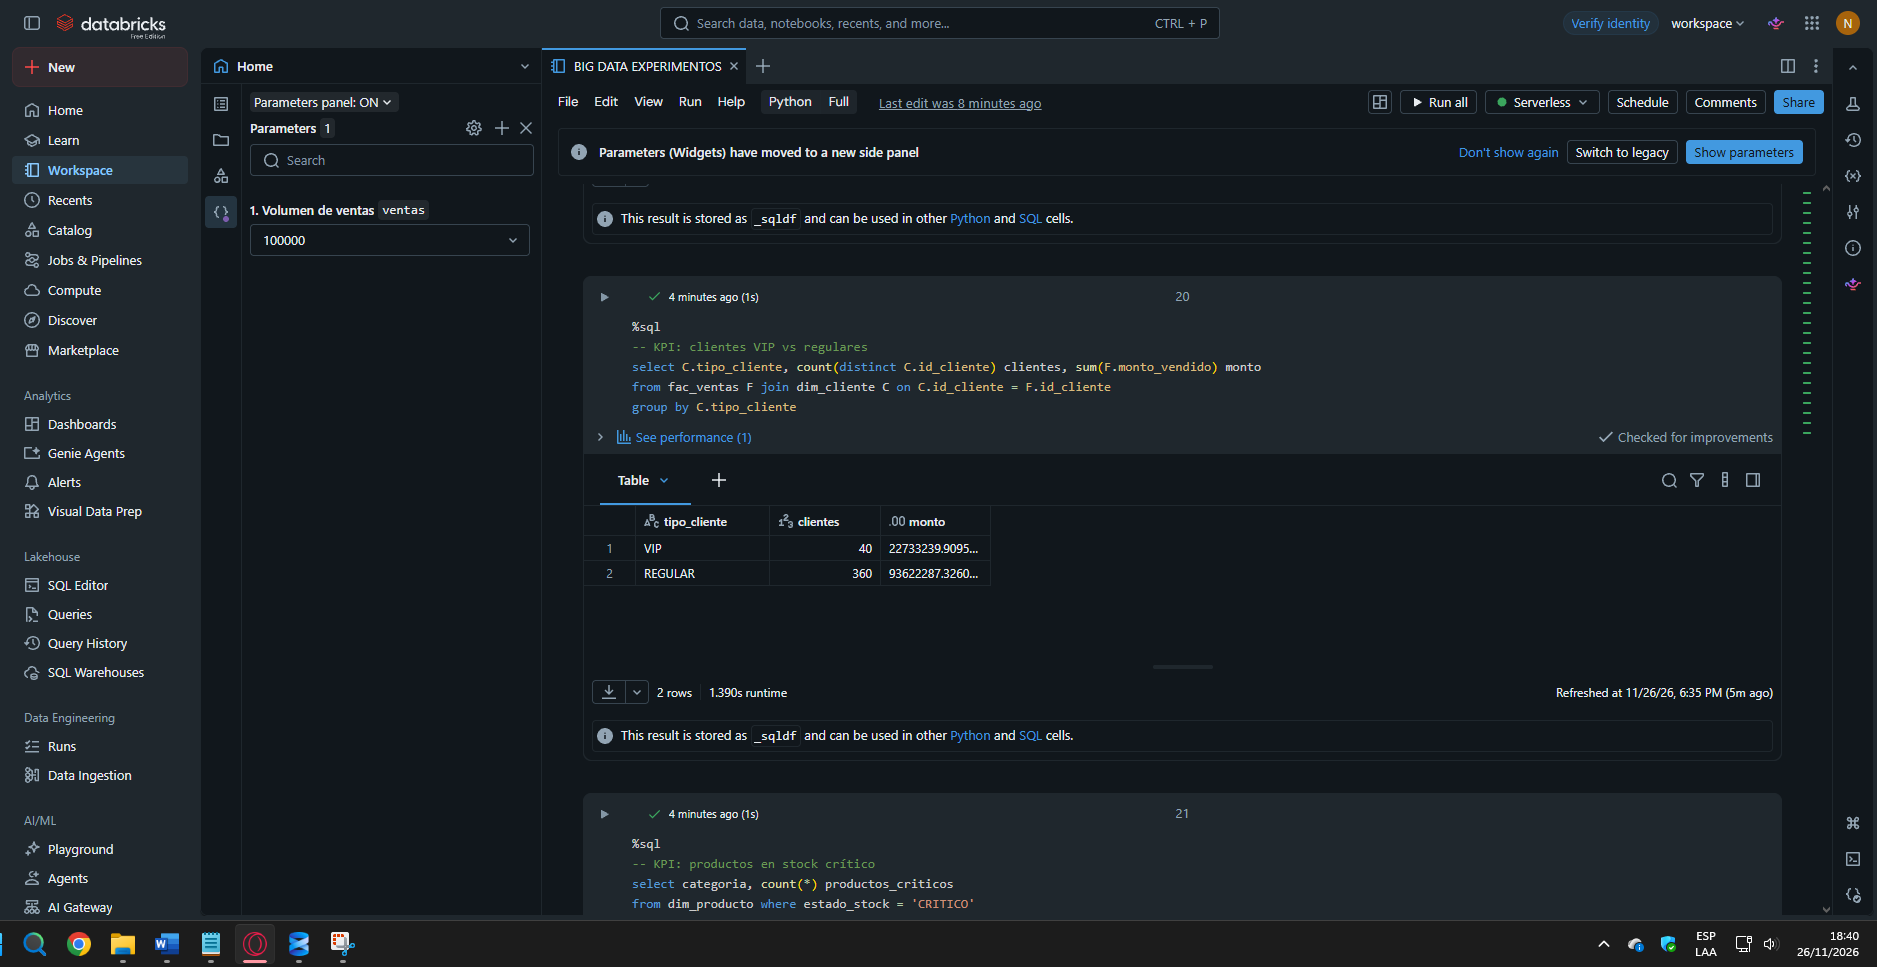 databricks
Free Edition
Search data, notebooks, recents, and more...
CTRL + P
Verify identity
workspace
N
New
Home
Learn
Workspace
Recents
Catalog
Jobs & Pipelines
Compute
Discover
Marketplace
Analytics
Dashboards
Genie Agents
Alerts
Visual Data Prep
Lakehouse
SQL Editor
Queries
Query History
SQL Warehouses
Data Engineering
Runs
Data Ingestion
AI/ML
Playground
Agents
AI Gateway
Home
Parameters panel: ON
Parameters 1
Search
1. Volumen de ventas ventas
100000
BIG DATA EXPERIMENTOS
File Edit View Run Help Python Full Last edit was 8 minutes ago
Run all
Serverless
Schedule
Comments
Share
Parameters (Widgets) have moved to a new side panel
Don't show again
Switch to legacy
Show parameters
This result is stored as _sqldf and can be used in other Python and SQL cells.
4 minutes ago (1s)
20
%sql
-- KPI: clientes VIP vs regulares
select C.tipo_cliente, count(distinct C.id_cliente) clientes, sum(F.monto_vendido) monto
from fac_ventas F join dim_cliente C on C.id_cliente = F.id_cliente
group by C.tipo_cliente
See performance (1)
Checked for improvements
Table
tipo_cliente clientes .00 monto
1 VIP 40 22733239.9095...
2 REGULAR 360 93622287.3260...
2 rows 1.390s runtime
Refreshed at 11/26/26, 6:35 PM (5m ago)
This result is stored as _sqldf and can be used in other Python and SQL cells.
4 minutes ago (1s)
21
%sql
-- KPI: productos en stock crítico
select categoria, count(*) productos_criticos
from dim_producto where estado_stock = 'CRITICO'
ESP
LAA
18:40
26/11/2026